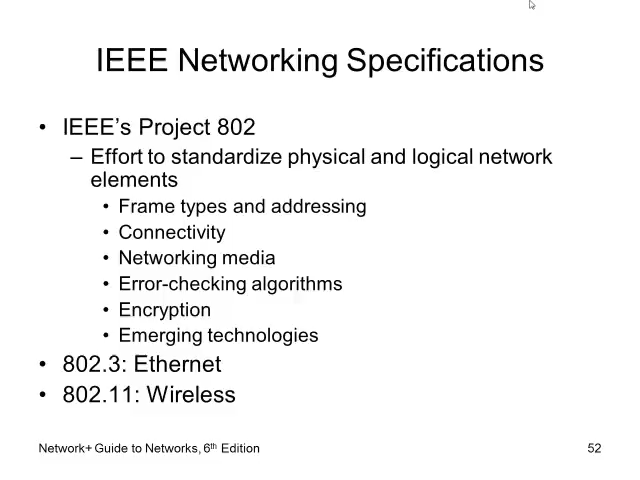 IEEE Networking Specifications
• IEEE's Project 802
– Effort to standardize physical and logical network
elements
• Frame types and addressing
• Connectivity
• Networking media
• Error-checking algorithms
• Encryption
• Emerging technologies
• 802.3: Ethernet
• 802.11: Wireless
Network+ Guide to Networks, 6th Edition 52